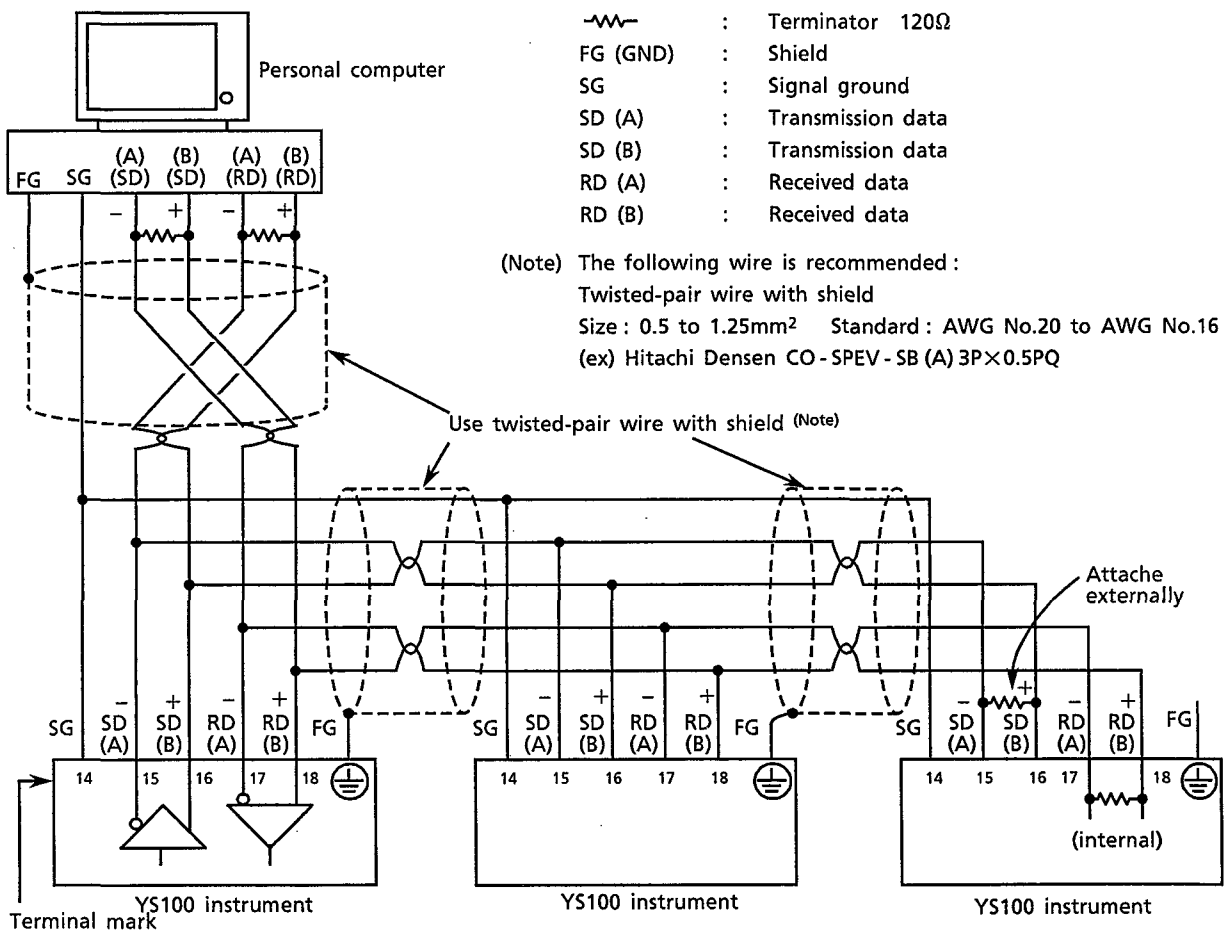 Personal computer
FG SG (A) (SD) (B) (SD) (A) (RD) (B) (RD)
− + − +
: Terminator 120Ω
FG (GND) : Shield
SG : Signal ground
SD (A) : Transmission data
SD (B) : Transmission data
RD (A) : Received data
RD (B) : Received data
(Note) The following wire is recommended :
Twisted-pair wire with shield
Size : 0.5 to 1.25mm² Standard : AWG No.20 to AWG No.16
(ex) Hitachi Densen CO - SPEV - SB (A) 3P×0.5PQ
Use twisted-pair wire with shield (Note)
Attache
externally
− + − +
SG SD (A) SD (B) RD (A) RD (B) FG
14 15 16 17 18
YS100 instrument
Terminal mark
− + − +
SG SD (A) SD (B) RD (A) RD (B) FG
14 15 16 17 18
YS100 instrument
− + − +
SG SD (A) SD (B) RD (A) RD (B) FG
14 15 16 17 18
(internal)
YS100 instrument